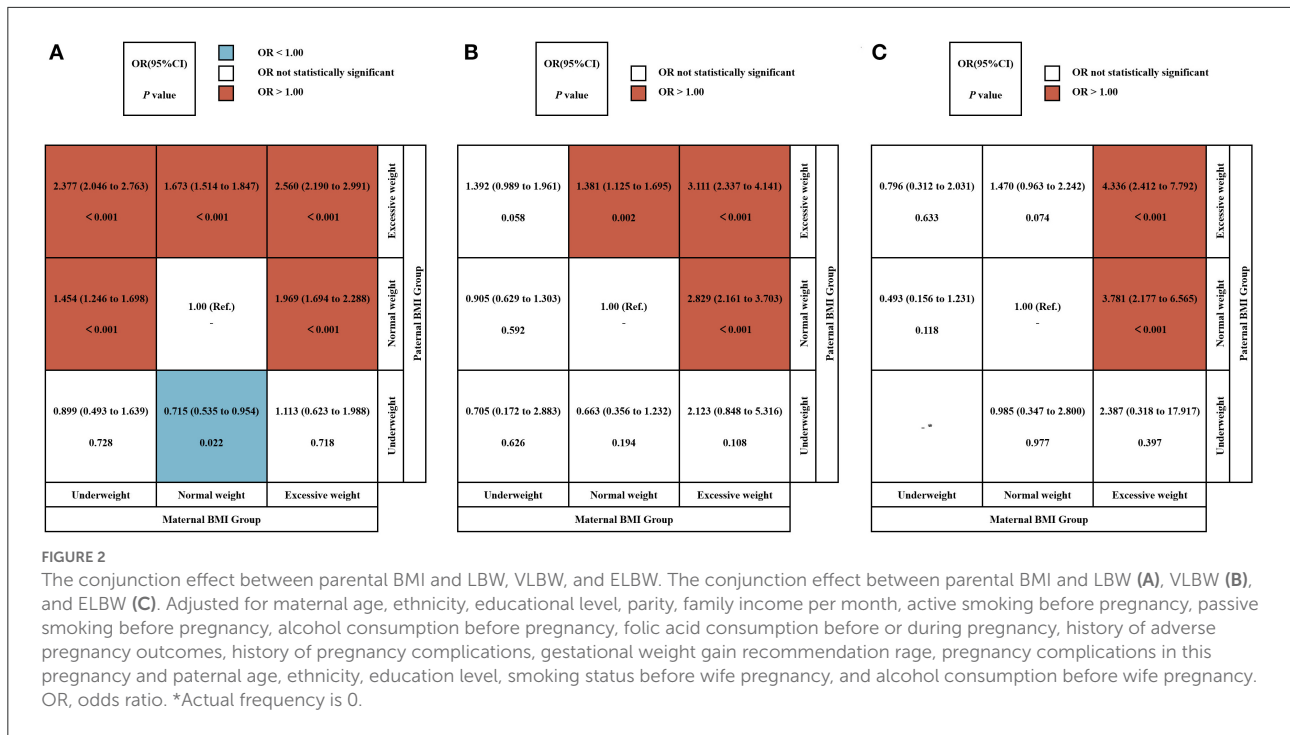 A
OR(95%CI)
P value
OR < 1.00
OR not statistically significant
OR > 1.00
2.377 (2.046 to 2.763)
< 0.001
1.673 (1.514 to 1.847)
< 0.001
2.560 (2.190 to 2.991)
< 0.001
Excessive weight
1.454 (1.246 to 1.698)
< 0.001
1.00 (Ref.)
-
1.969 (1.694 to 2.288)
< 0.001
Normal weight
0.899 (0.493 to 1.639)
0.728
0.715 (0.535 to 0.954)
0.022
1.113 (0.623 to 1.988)
0.718
Underweight
Paternal BMI Group
Underweight
Normal weight
Excessive weight
Maternal BMI Group
B
OR(95%CI)
P value
OR not statistically significant
OR > 1.00
1.392 (0.989 to 1.961)
0.058
1.381 (1.125 to 1.695)
0.002
3.111 (2.337 to 4.141)
< 0.001
Excessive weight
0.905 (0.629 to 1.303)
0.592
1.00 (Ref.)
-
2.829 (2.161 to 3.703)
< 0.001
Normal weight
0.705 (0.172 to 2.883)
0.626
0.663 (0.356 to 1.232)
0.194
2.123 (0.848 to 5.316)
0.108
Underweight
Paternal BMI Group
Underweight
Normal weight
Excessive weight
Maternal BMI Group
C
OR(95%CI)
P value
OR not statistically significant
OR > 1.00
0.796 (0.312 to 2.031)
0.633
1.470 (0.963 to 2.242)
0.074
4.336 (2.412 to 7.792)
< 0.001
Excessive weight
0.493 (0.156 to 1.231)
0.118
1.00 (Ref.)
-
3.781 (2.177 to 6.565)
< 0.001
Normal weight
- *
0.985 (0.347 to 2.800)
0.977
2.387 (0.318 to 17.917)
0.397
Underweight
Paternal BMI Group
Underweight
Normal weight
Excessive weight
Maternal BMI Group
FIGURE 2
The conjunction effect between parental BMI and LBW, VLBW, and ELBW. The conjunction effect between parental BMI and LBW (A), VLBW (B),
and ELBW (C). Adjusted for maternal age, ethnicity, educational level, parity, family income per month, active smoking before pregnancy, passive
smoking before pregnancy, alcohol consumption before pregnancy, folic acid consumption before or during pregnancy, history of adverse
pregnancy outcomes, history of pregnancy complications, gestational weight gain recommendation rage, pregnancy complications in this
pregnancy and paternal age, ethnicity, education level, smoking status before wife pregnancy, and alcohol consumption before wife pregnancy.
OR, odds ratio. *Actual frequency is 0.